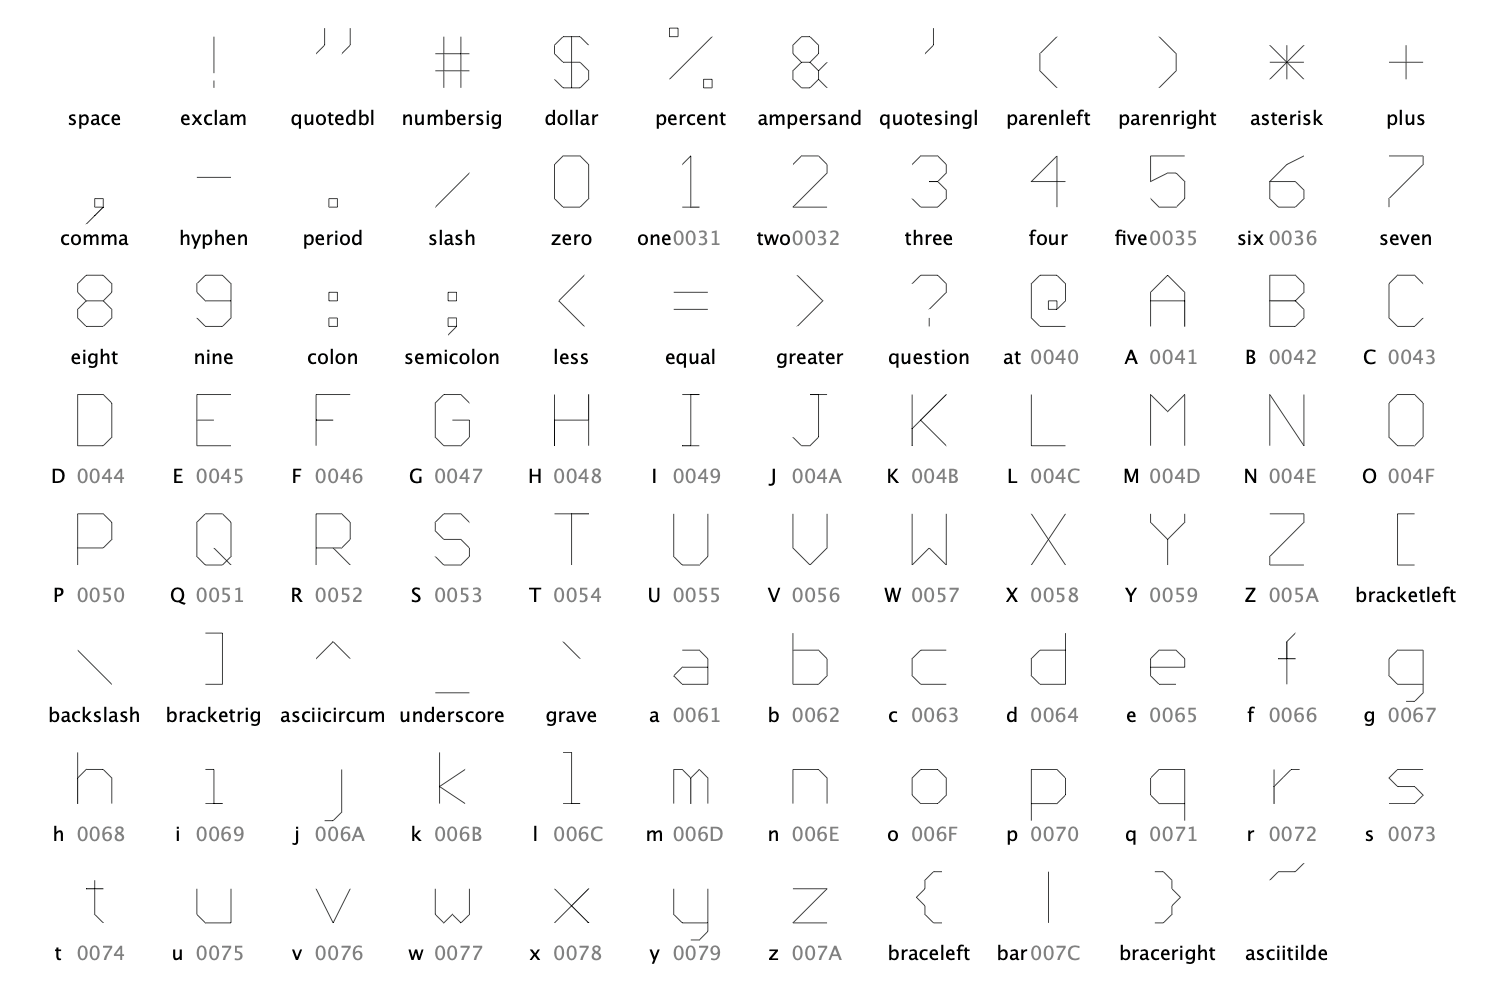 ! " # $ % & ' ( ) * +
space exclam quotedbl numbersig dollar percent ampersand quotesingl parenleft parenright asterisk plus
, - . / 0 1 2 3 4 5 6 7
comma hyphen period slash zero one0031 two0032 three four five0035 six0036 seven
8 9 : ; < = > ? @ A B C
eight nine colon semicolon less equal greater question at 0040 A 0041 B 0042 C 0043
D E F G H I J K L M N O
D 0044 E 0045 F 0046 G 0047 H 0048 I 0049 J 004A K 004B L 004C M 004D N 004E O 004F
P Q R S T U V W X Y Z [
P 0050 Q 0051 R 0052 S 0053 T 0054 U 0055 V 0056 W 0057 X 0058 Y 0059 Z 005A bracketleft
\ ] ^ _ ` a b c d e f g
backslash bracketrig asciicircum underscore grave a 0061 b 0062 c 0063 d 0064 e 0065 f 0066 g 0067
h i j k l m n o p q r s
h 0068 i 0069 j 006A k 006B l 006C m 006D n 006E o 006F p 0070 q 0071 r 0072 s 0073
t u v w x y z { | } ~
t 0074 u 0075 v 0076 w 0077 x 0078 y 0079 z 007A braceleft bar007C braceright asciitilde